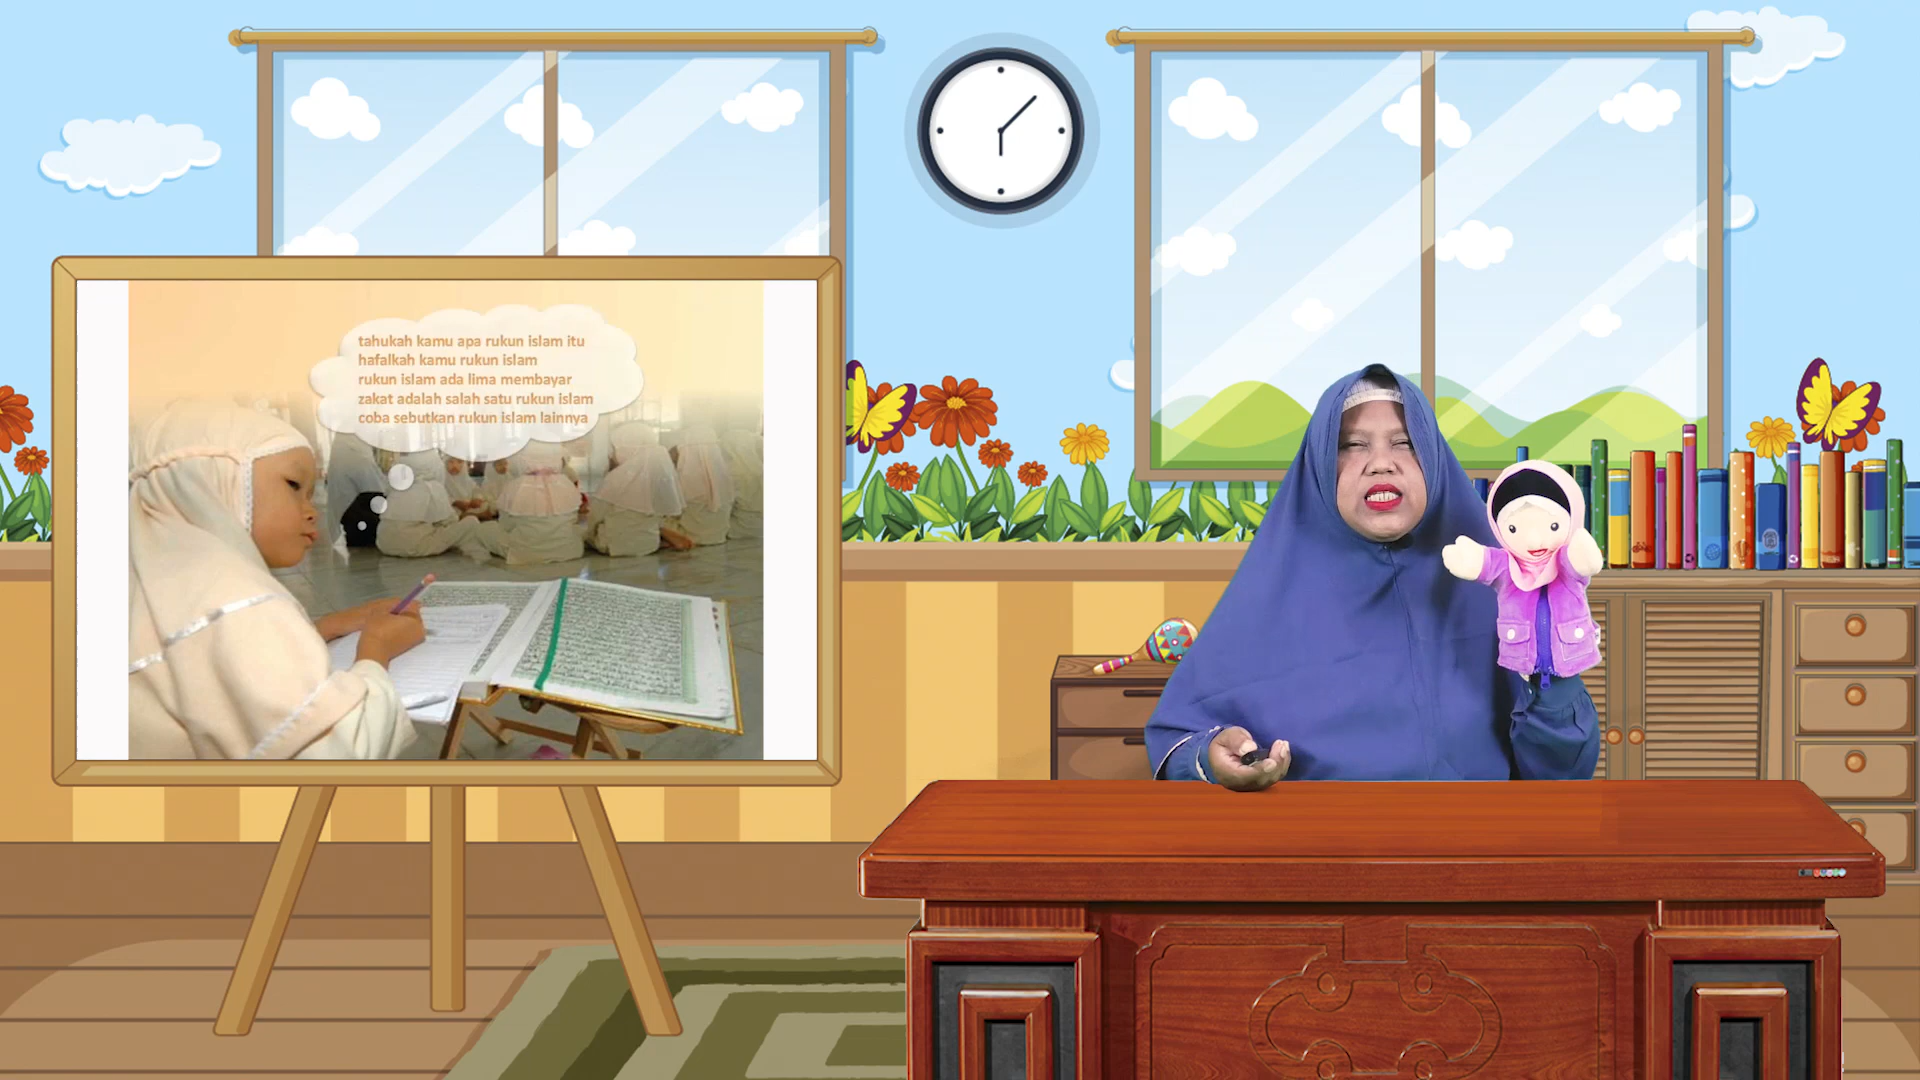 tahukah kamu apa rukun islam itu
hafalkah kamu rukun islam
rukun islam ada lima membayar
zakat adalah salah satu rukun islam
coba sebutkan rukun islam lainnya